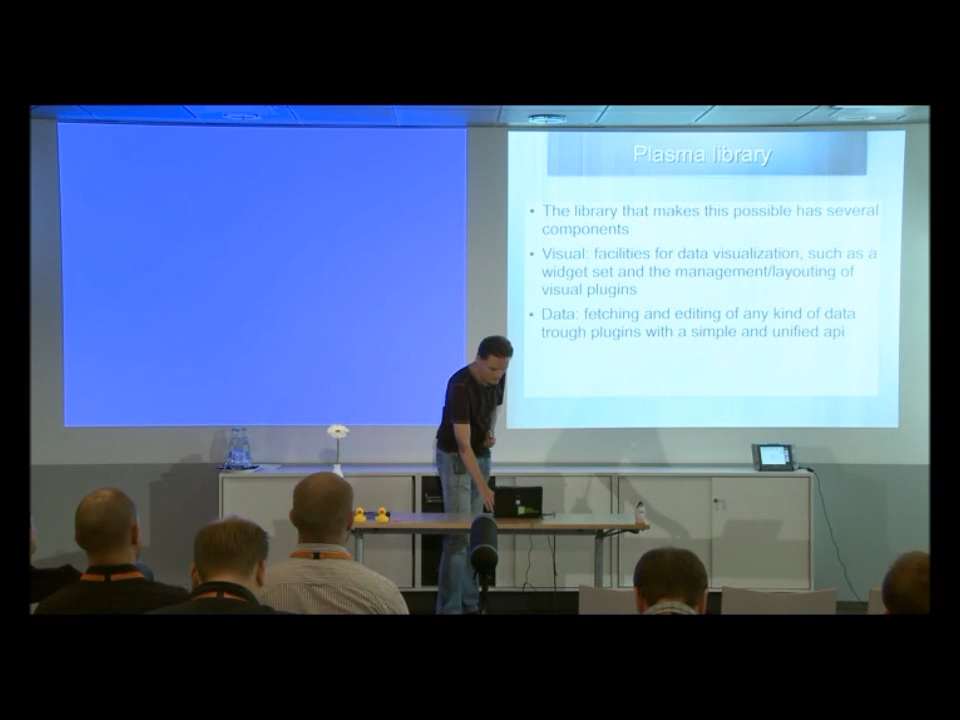 Plasma library
• The library that makes this possible has several
components
• Visual: facilities for data visualization, such as a
widget set and the management/layouting of
visual plugins
• Data: fetching and editing of any kind of data
trough plugins with a simple and unified api